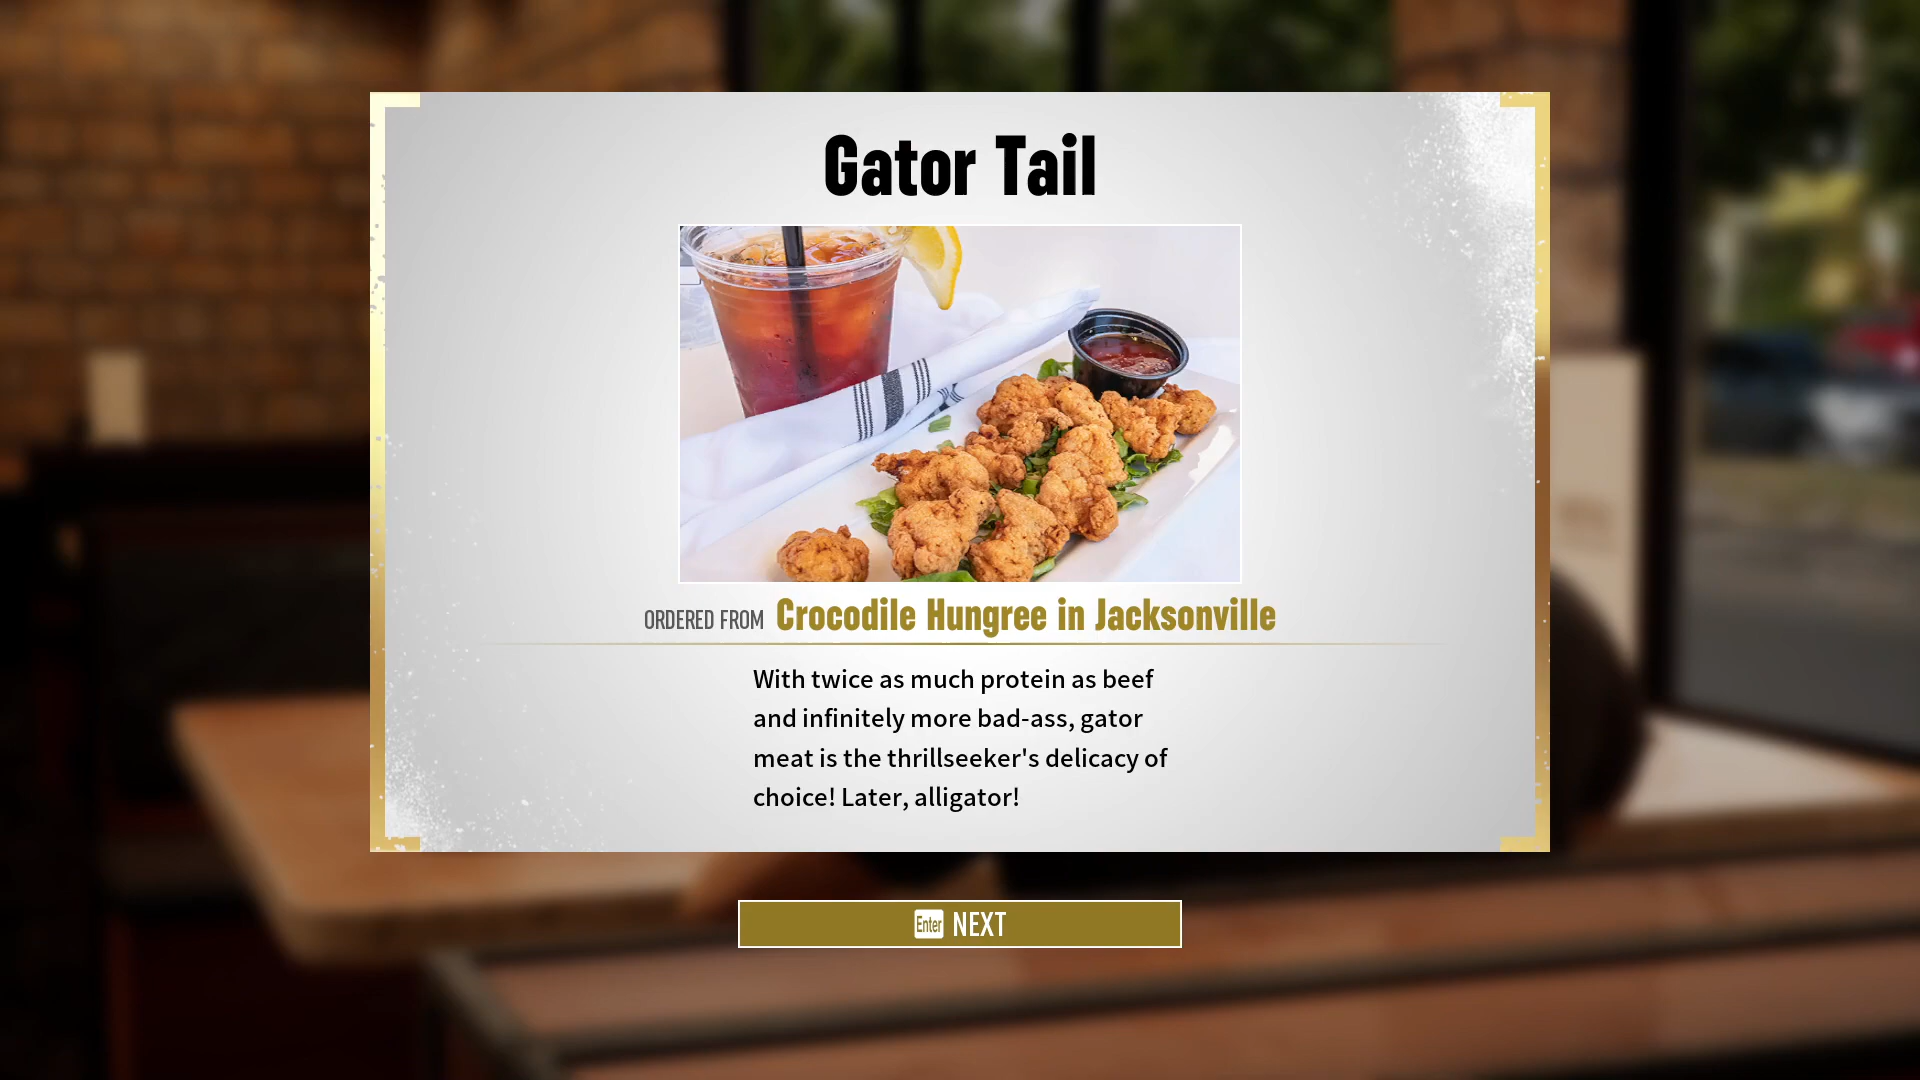 Gator Tail
ORDERED FROM Crocodile Hungree in Jacksonville
With twice as much protein as beef
and infinitely more bad-ass, gator
meat is the thrillseeker's delicacy of
choice! Later, alligator!
Enter NEXT